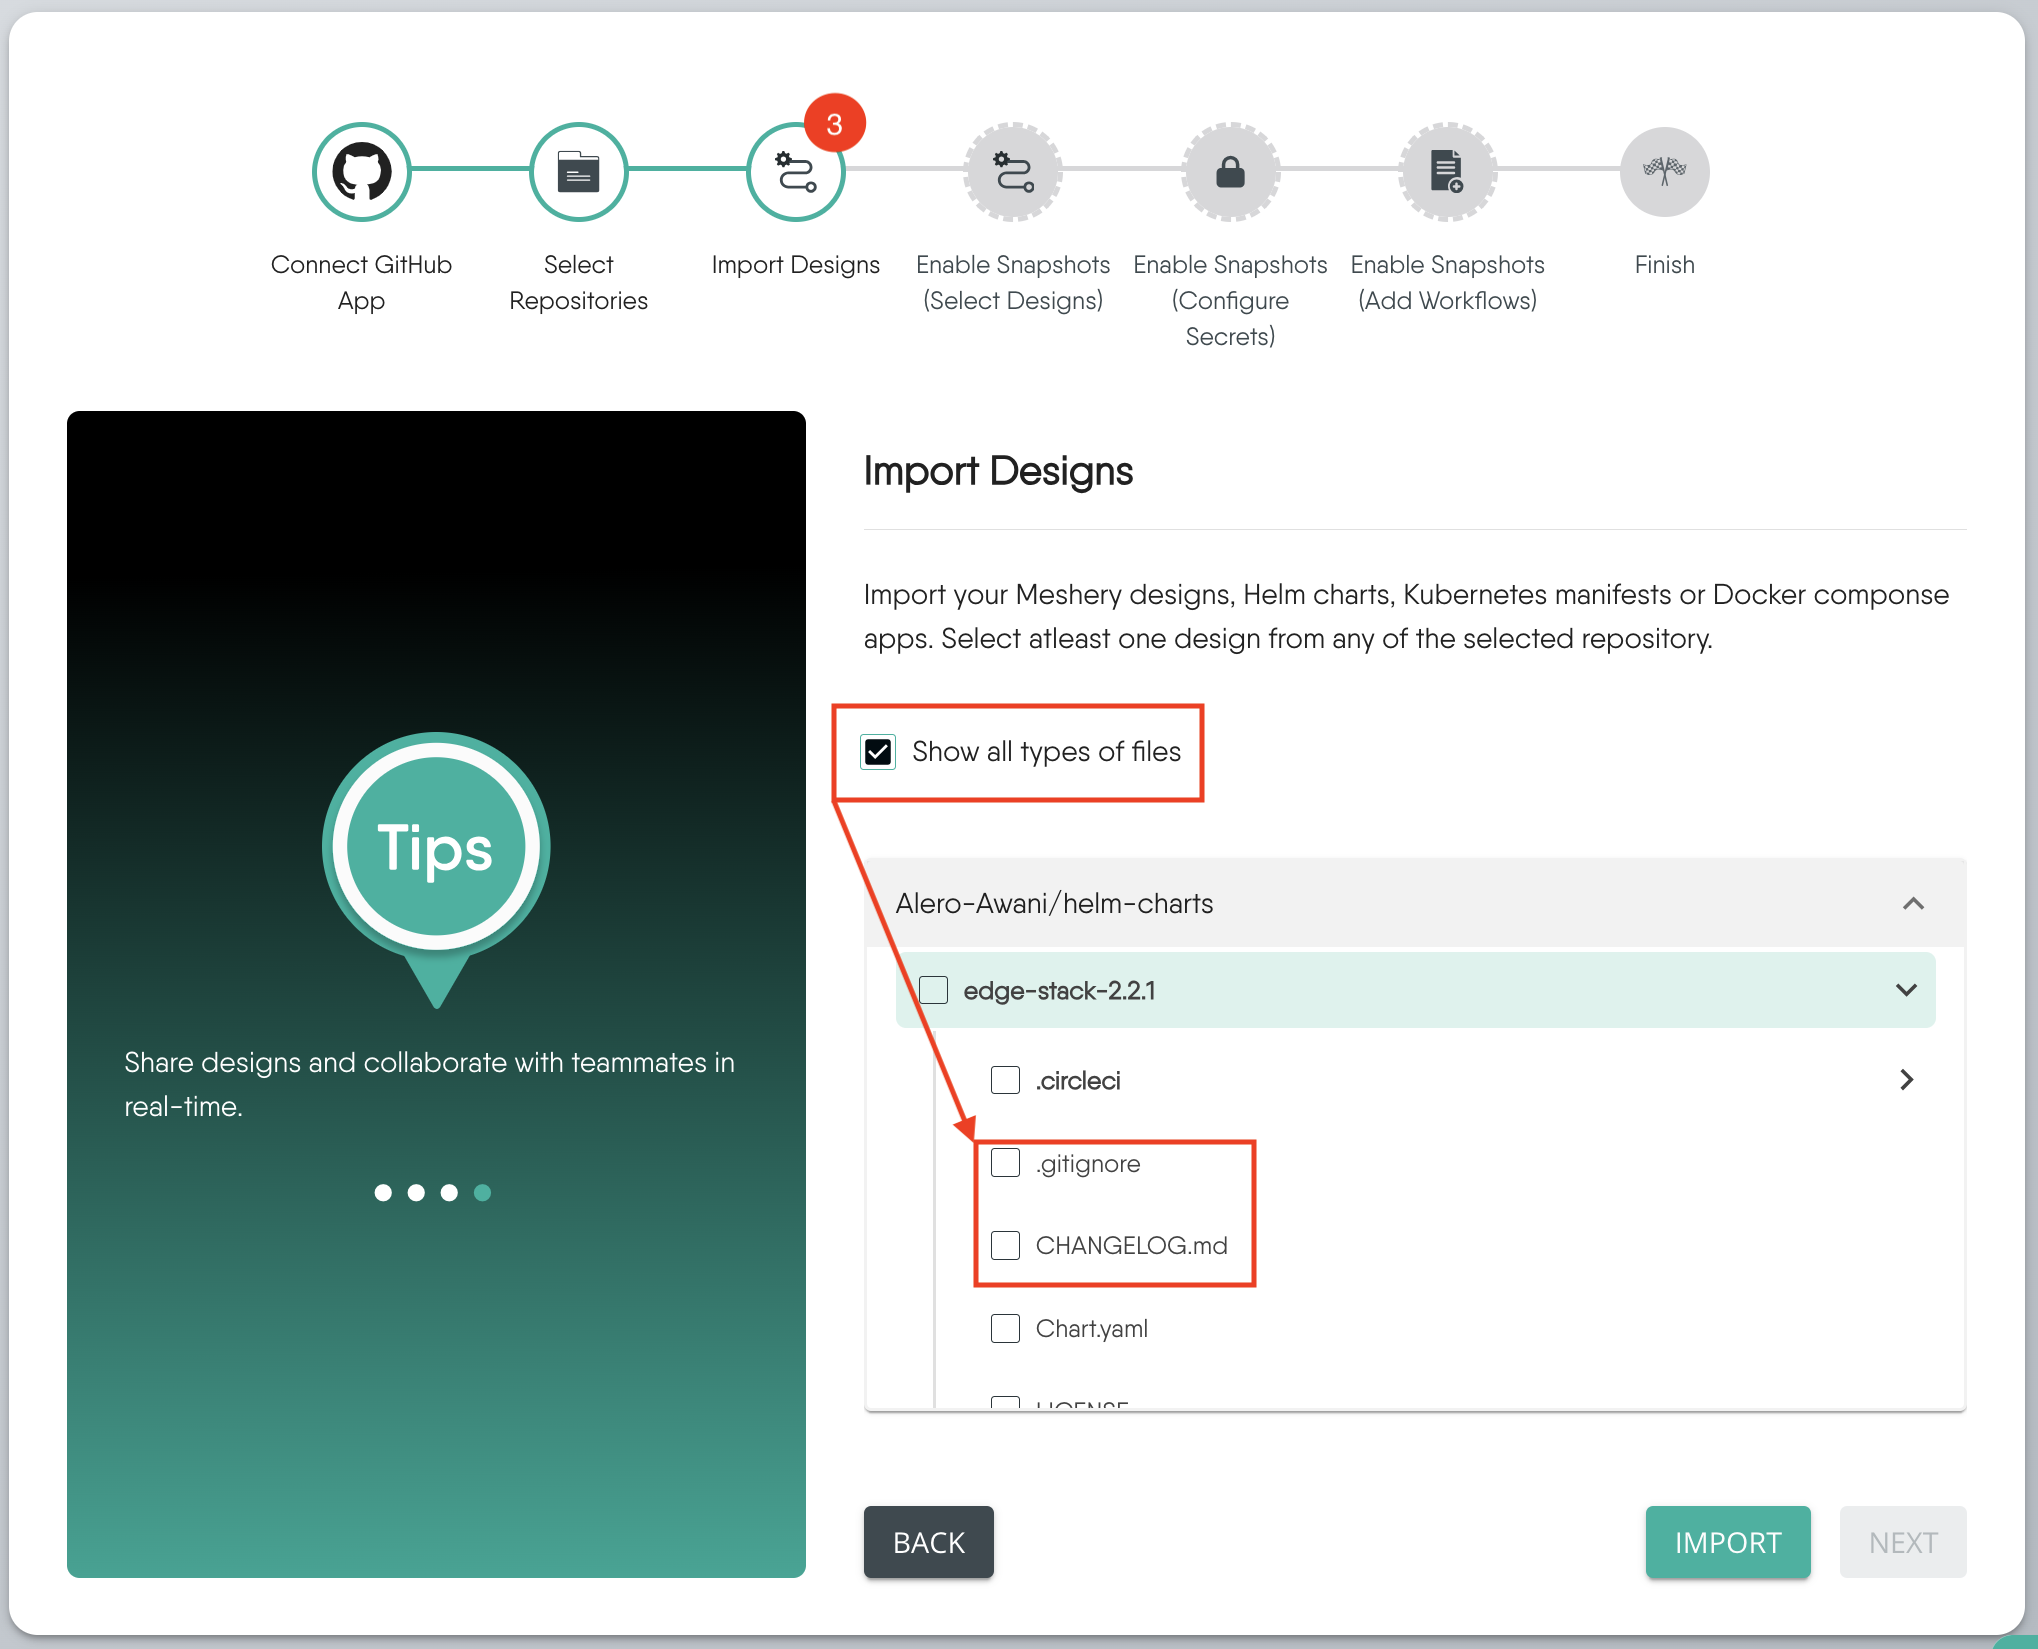 3
Connect GitHub
App
Select
Repositories
Import Designs
Enable Snapshots
(Select Designs)
Enable Snapshots
(Configure
Secrets)
Enable Snapshots
(Add Workflows)
Finish
Tips
Share designs and collaborate with teammates in
real-time.
Import Designs
Import your Meshery designs, Helm charts, Kubernetes manifests or Docker componse
apps. Select atleast one design from any of the selected repository.
Show all types of files
Alero-Awani/helm-charts
edge-stack-2.2.1
.circleci
.gitignore
CHANGELOG.md
Chart.yaml
LICENSE
BACK
IMPORT
NEXT